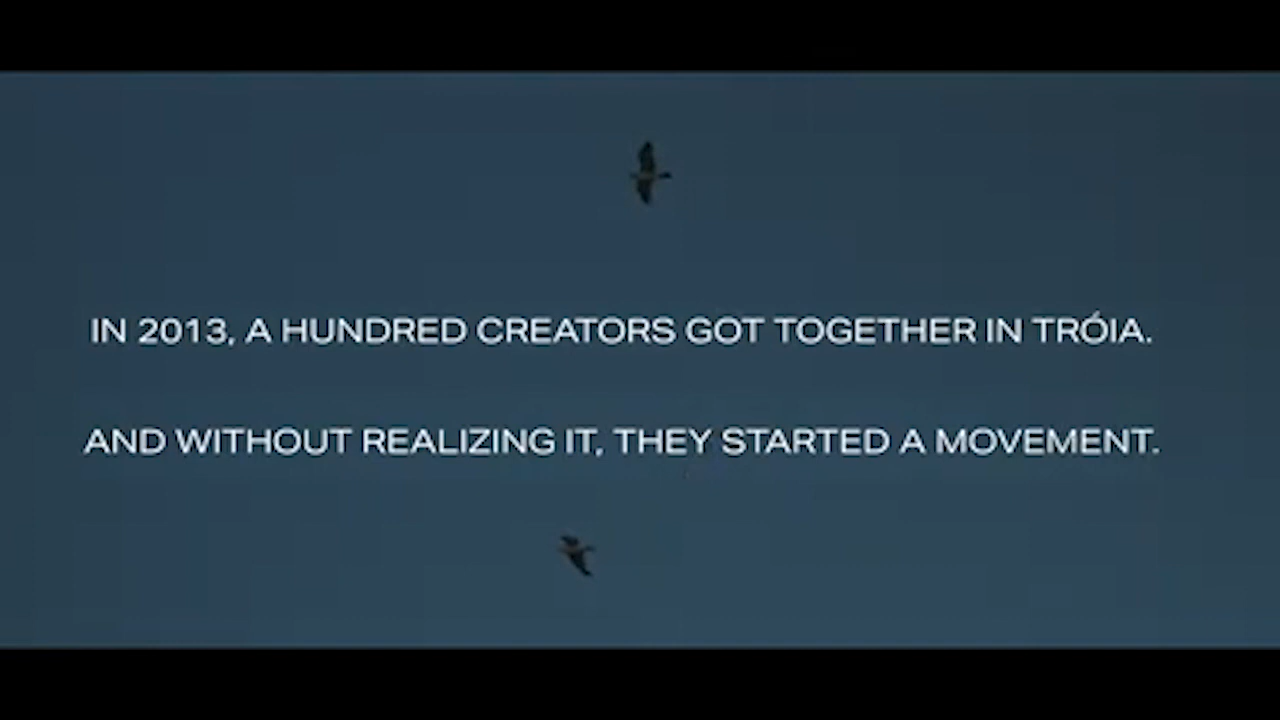 IN 2013, A HUNDRED CREATORS GOT TOGETHER IN TRÓIA.
AND WITHOUT REALIZING IT, THEY STARTED A MOVEMENT.